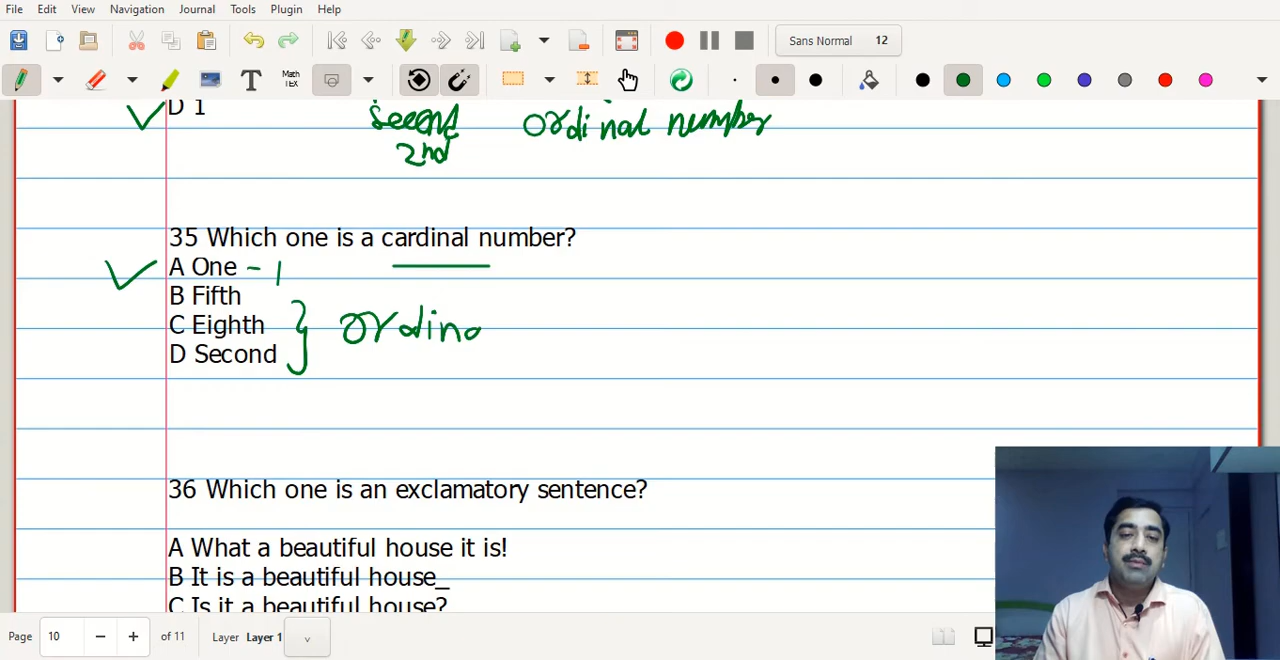 File Edit View Navigation Journal Tools Plugin Help
Math TEX Sans Normal 12
D 1
second ordinal number
2nd
35 Which one is a cardinal number?
A One - 1
B Fifth
C Eighth
D Second
ordina
36 Which one is an exclamatory sentence?
A What a beautiful house it is!
B It is a beautiful house_
C Is it a beautiful house?
Page 10 − + of 11 Layer Layer 1